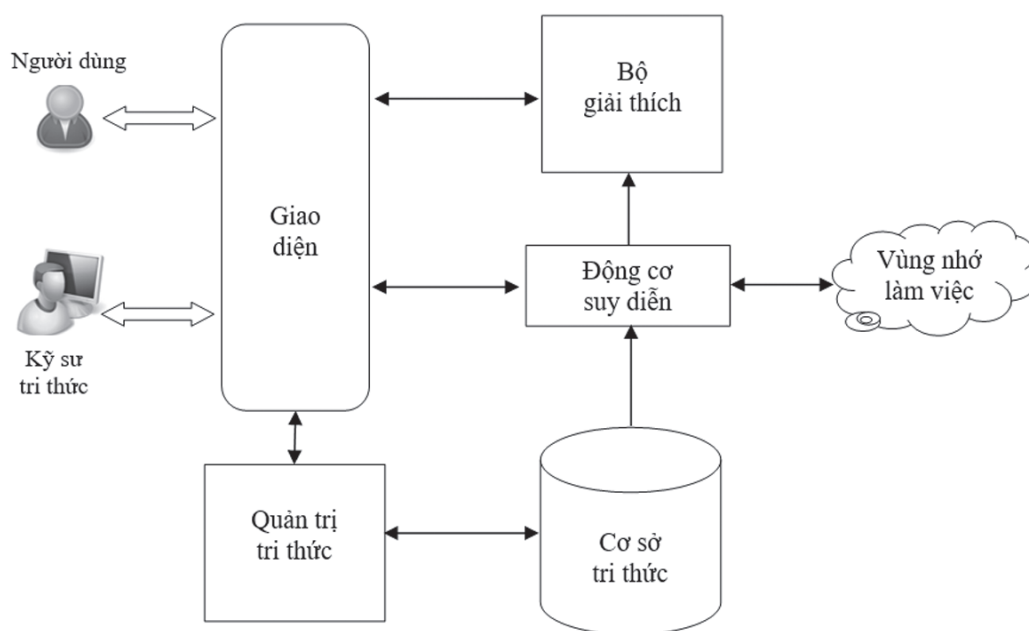 Người dùng
Bộ
giải thích
Giao
diện
Động cơ
suy diễn
Vùng nhớ
làm việc
Kỹ sư
tri thức
Quản trị
tri thức
Cơ sở
tri thức